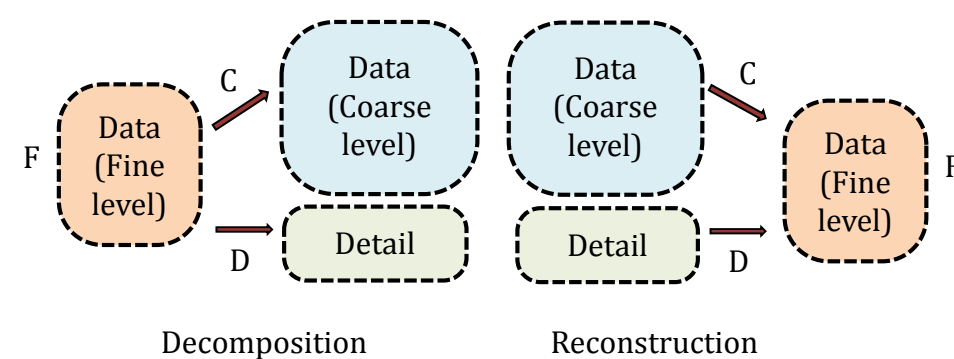 F
Data
(Fine
level)
C
D
Data
(Coarse
level)
Detail
Decomposition
Data
(Coarse
level)
Detail
C
D
Data
(Fine
level)
F
Reconstruction